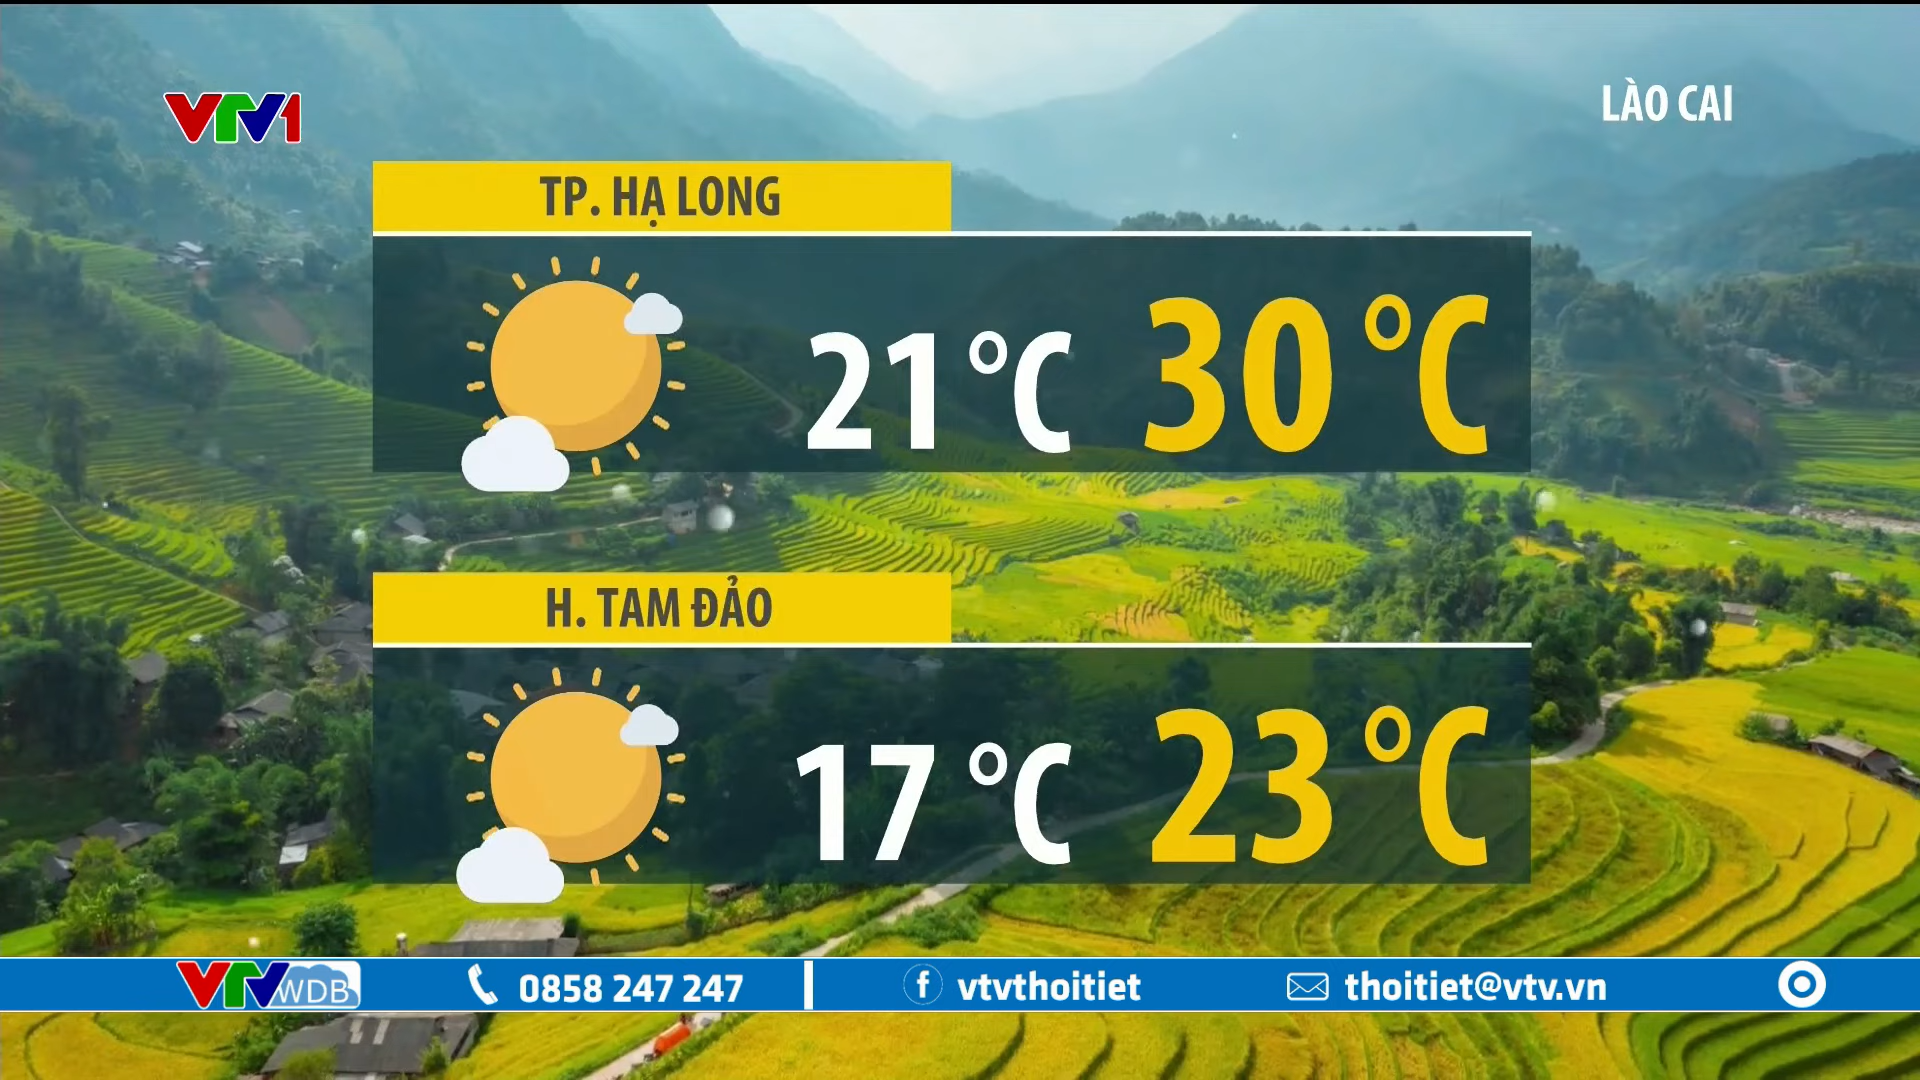 VTV1
LÀO CAI
TP. HẠ LONG
21 °C 30 °C
H. TAM ĐẢO
17 °C 23 °C
VTV WDB 0858 247 247 vtvthoitiet thoitiet@vtv.vn